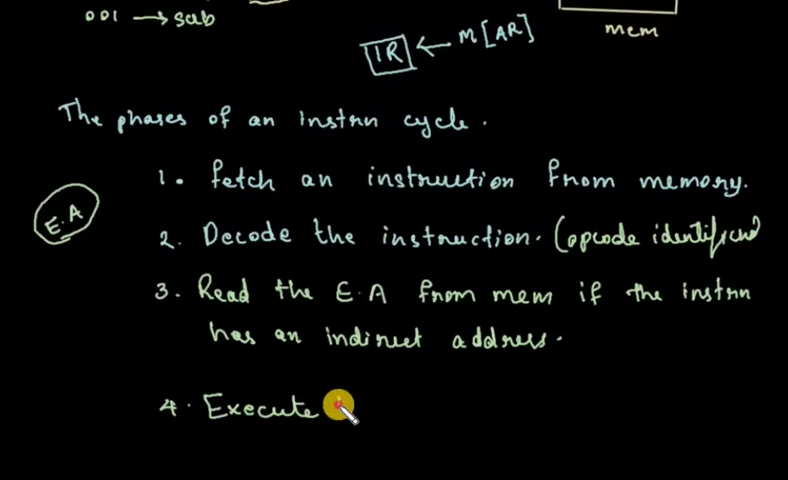 001 → sub
mem
IR ← M[AR]
The phases of an instrn cycle.
1. fetch an instruction from memory.
E.A
2. Decode the instruction. (opcode
3. Read the E.A from mem if the instrn
has an indirect address.
4. Execute